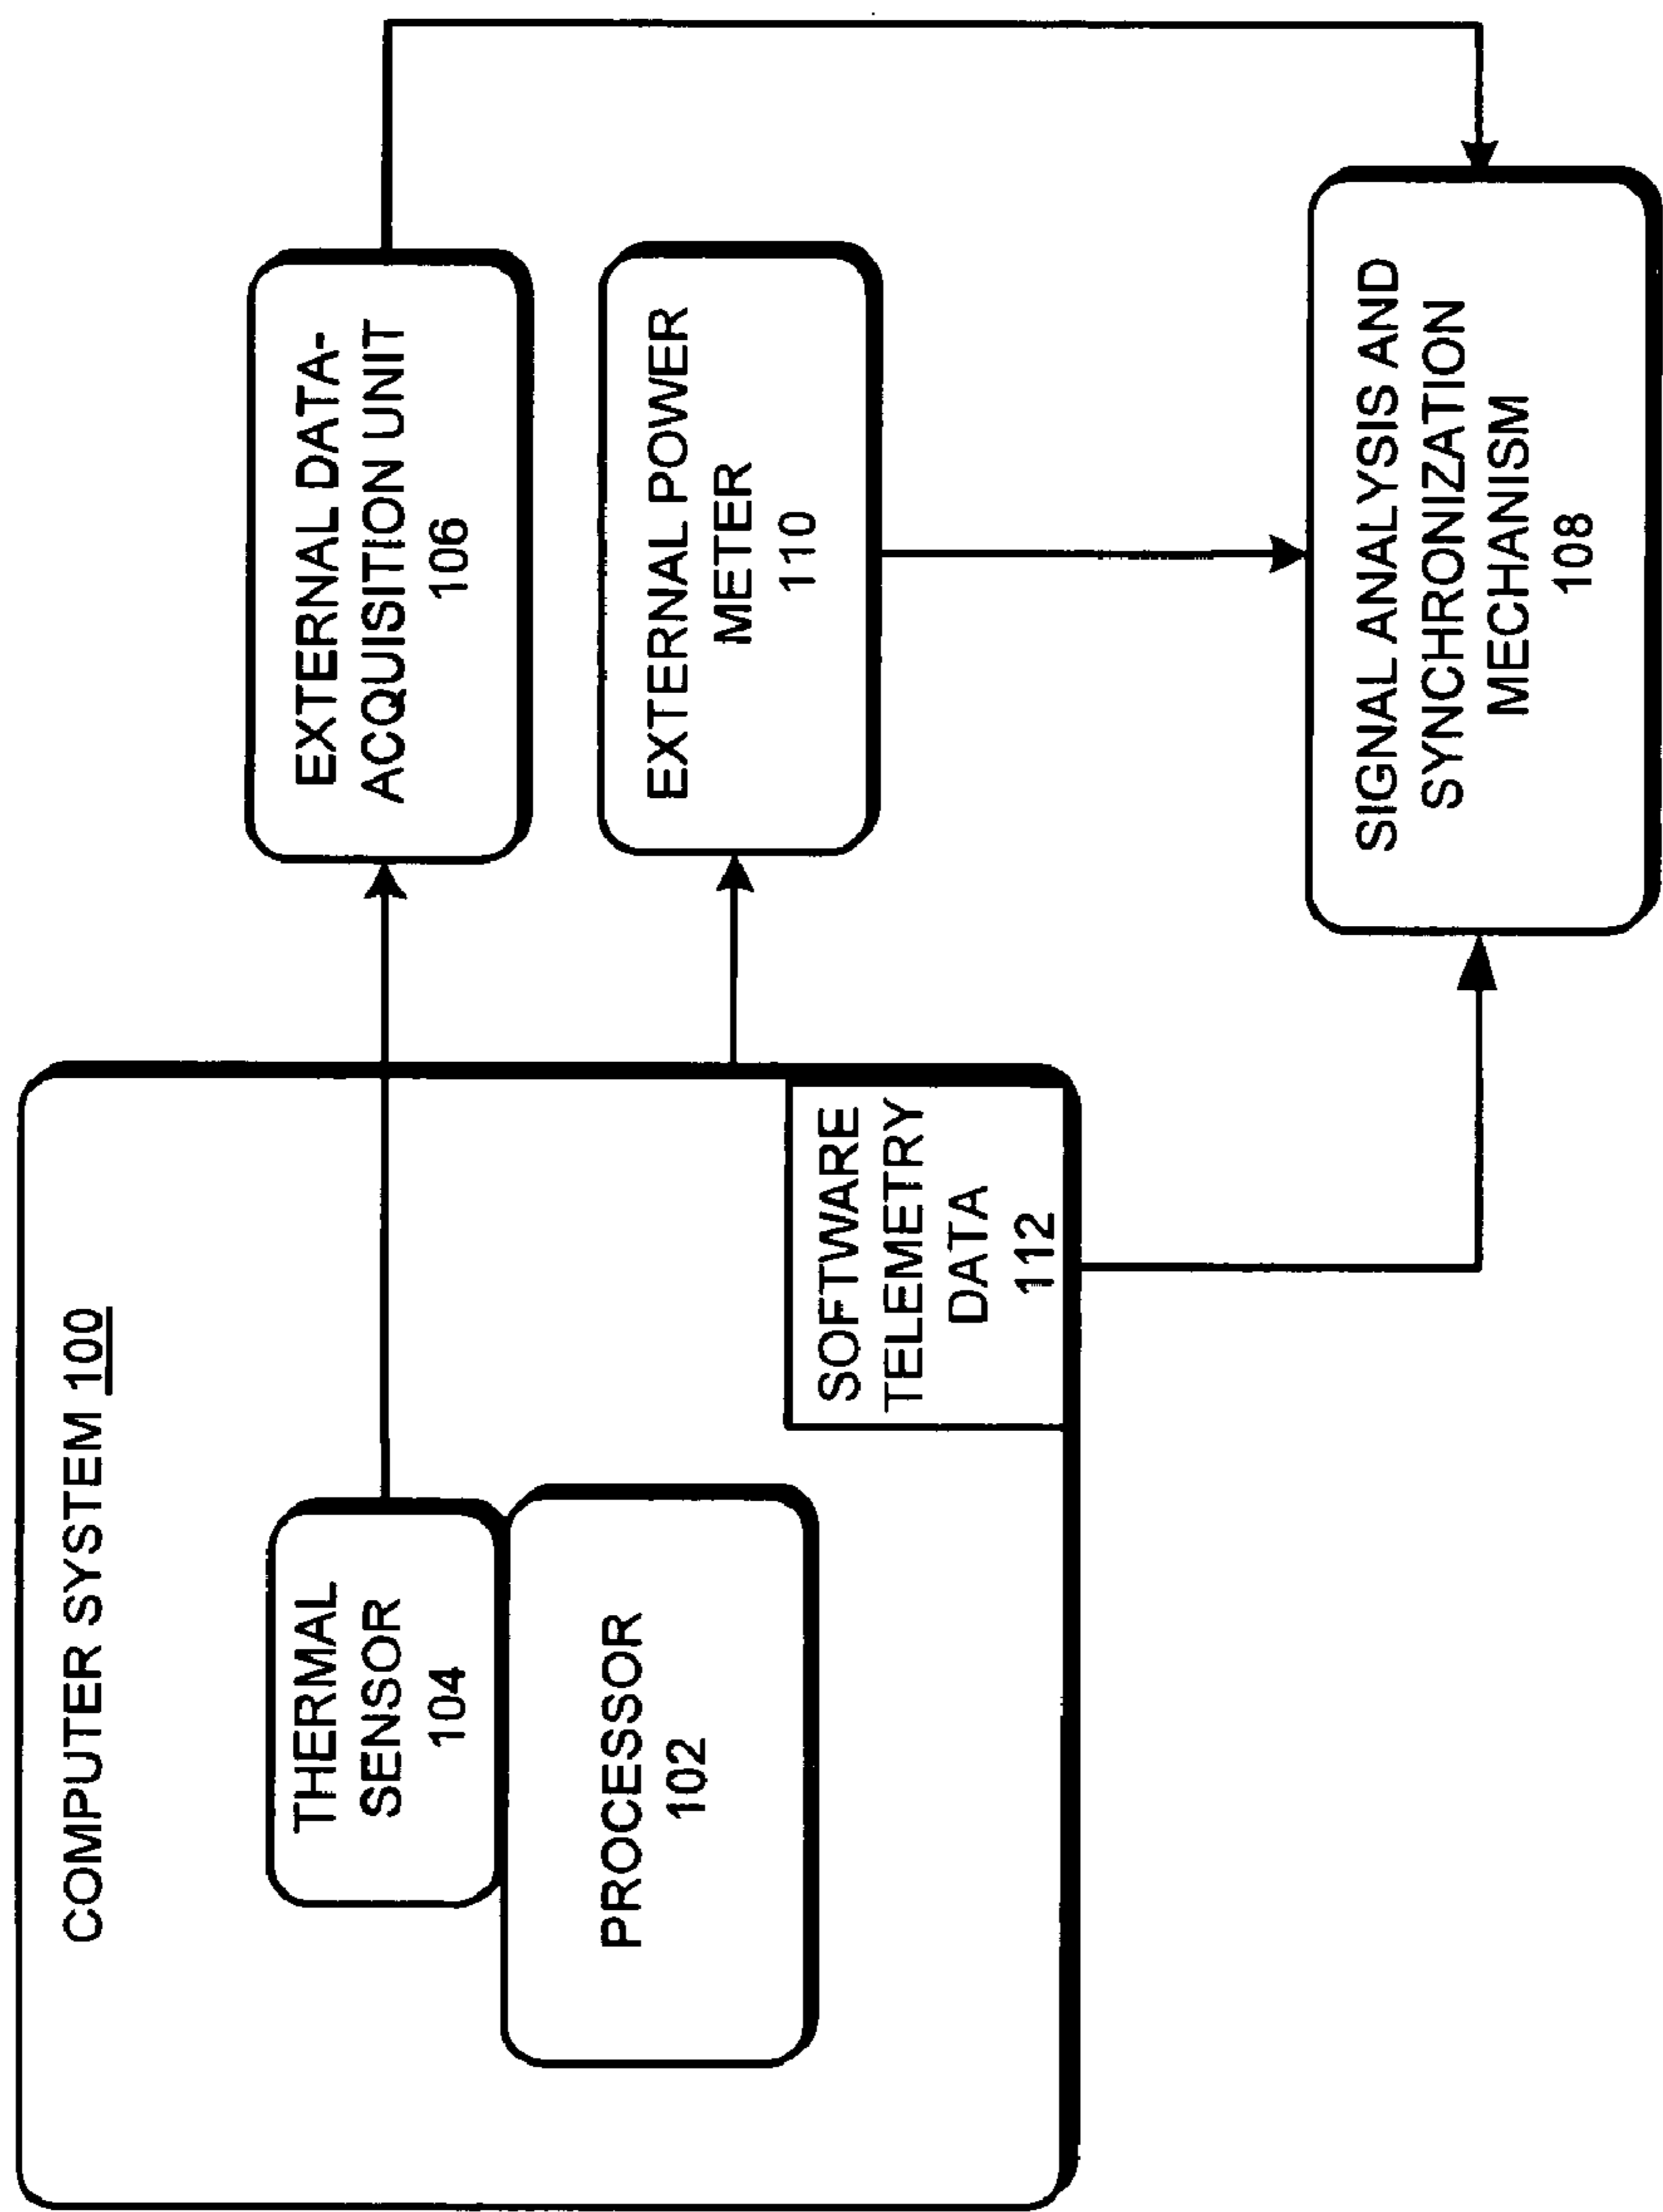 COMPUTER SYSTEM 100
THERMAL
SENSOR
104
PROCESSOR
102
SOFTWARE
TELEMETRY
DATA
112
EXTERNAL DATA-
ACQUISITION UNIT
106
EXTERNAL POWER
METER
110
SIGNAL ANALYSIS AND
SYNCHRONIZATION
MECHANISM
108